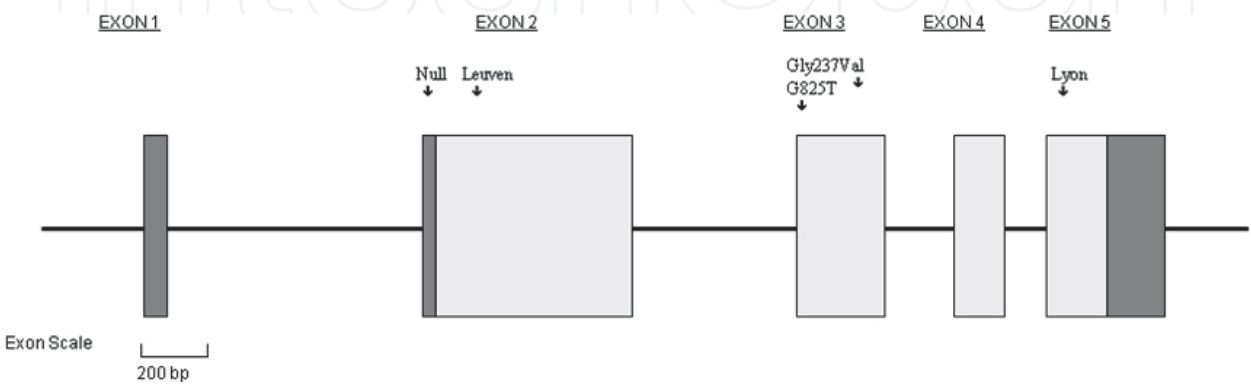 EXON 1 EXON 2 EXON 3 EXON 4 EXON 5
Null Leuven Gly237Val Lyon
G825T
Exon Scale
200 bp